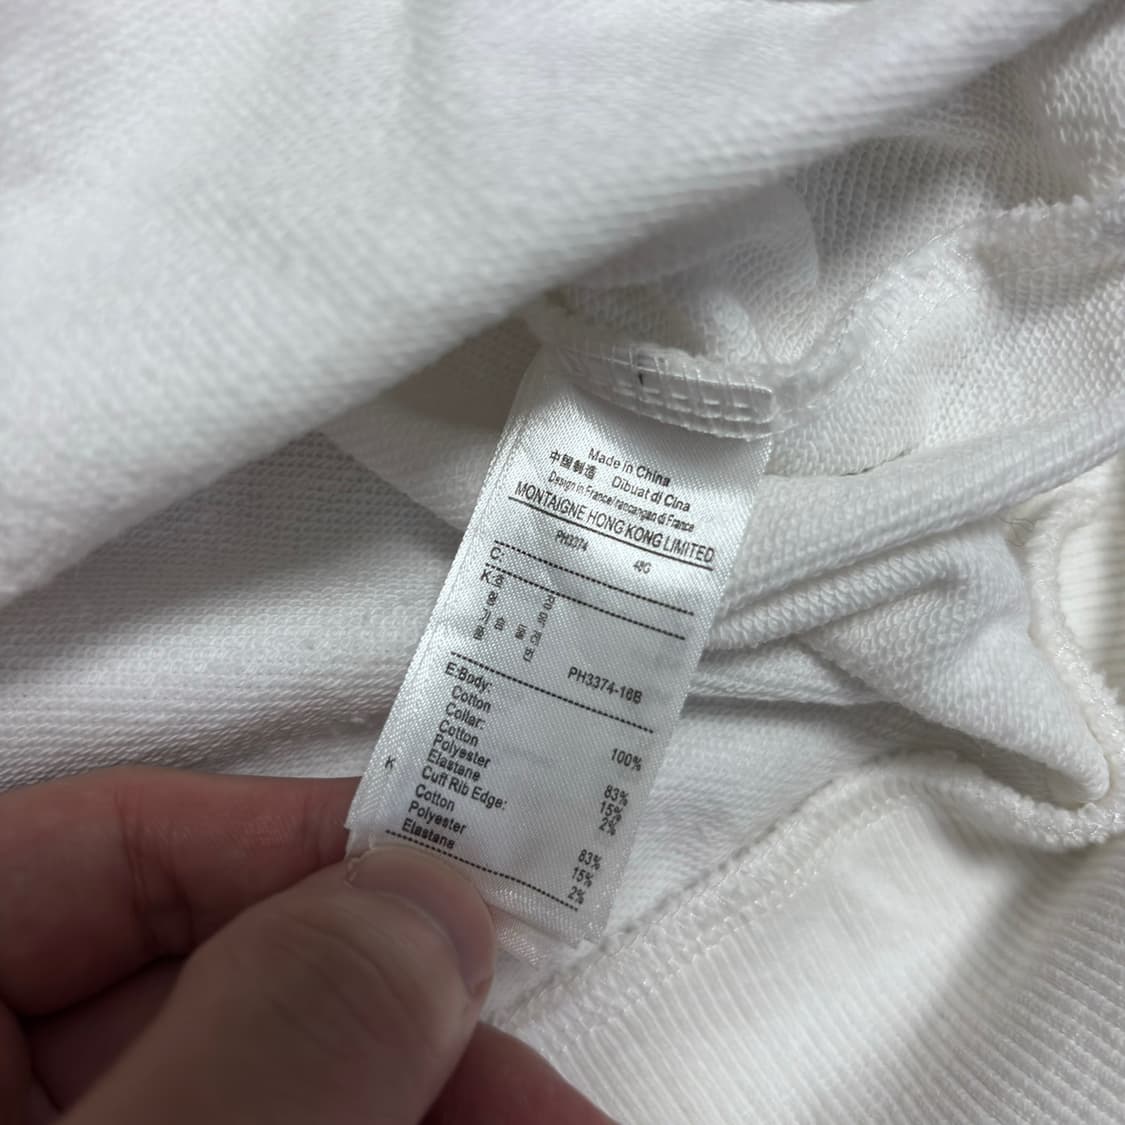 Made in China
中国制造 Dibuat di Cina
Design in France/rancangan di France
MONTAIGNE HONG KONG LIMITED
PH3374
C:
K:
PH3374-16B
E:Body:
Cotton 100%
Collar:
Cotton 83%
Polyester 15%
Elastane 2%
Cuff Rib Edge:
Cotton 83%
Polyester 15%
Elastane 2%
K